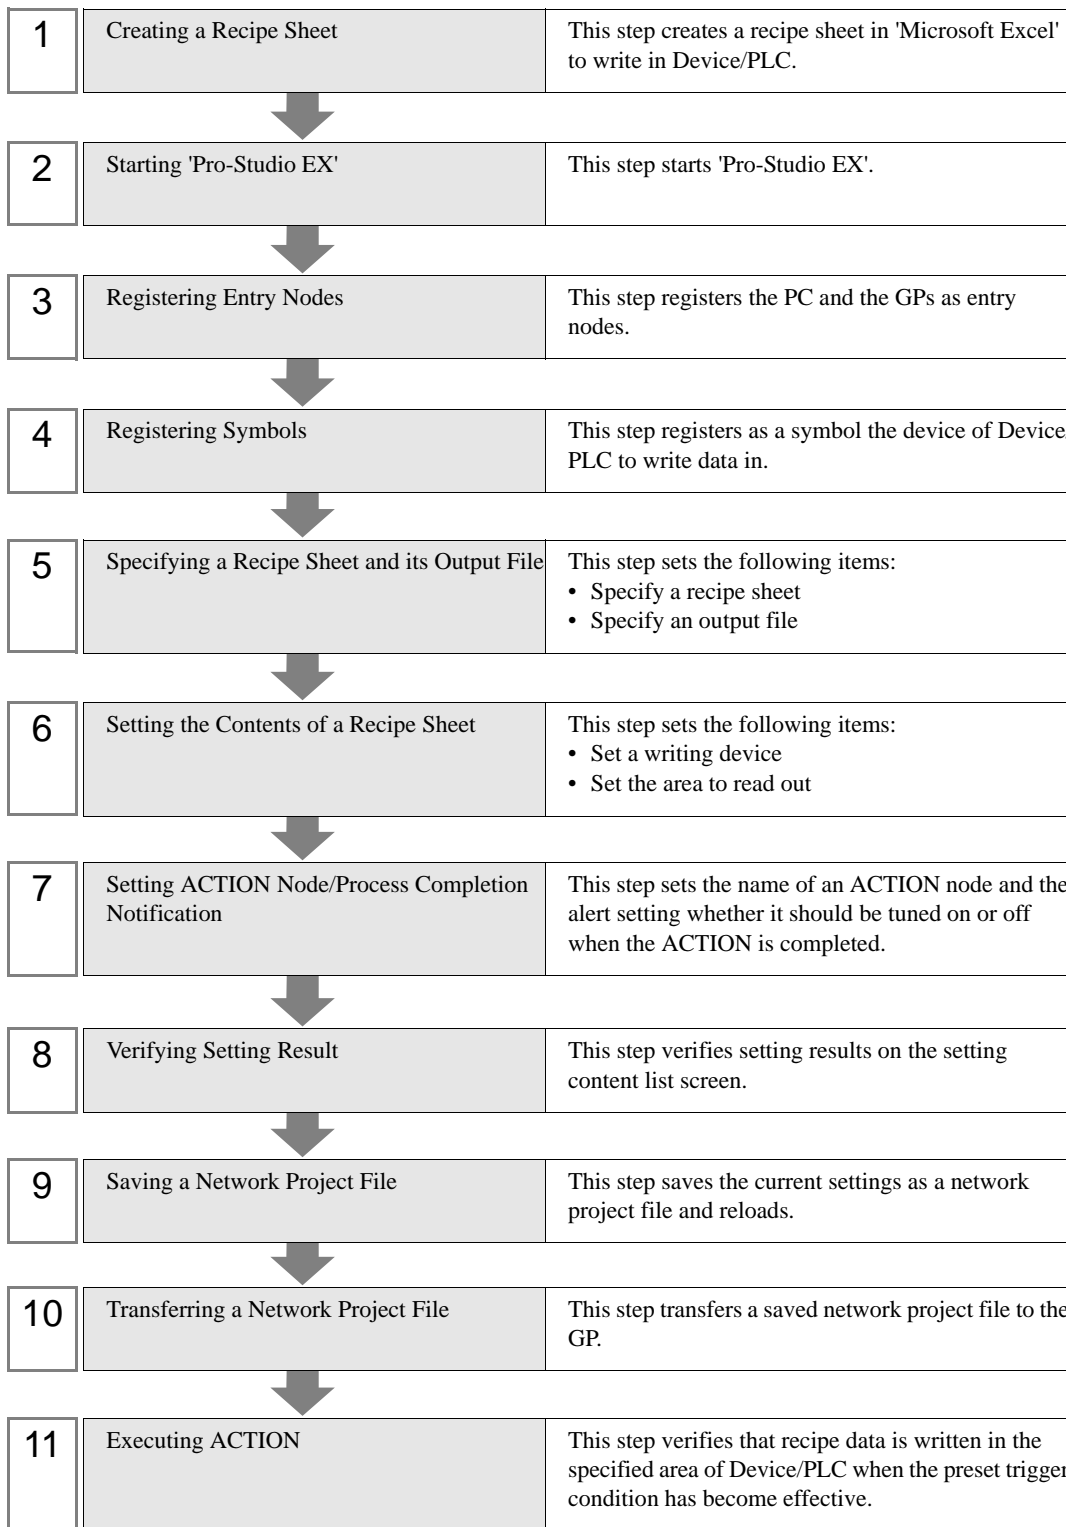 1
Creating a Recipe Sheet
This step creates a recipe sheet in 'Microsoft Excel'
to write in Device/PLC.
2
Starting 'Pro-Studio EX'
This step starts 'Pro-Studio EX'.
3
Registering Entry Nodes
This step registers the PC and the GPs as entry
nodes.
4
Registering Symbols
This step registers as a symbol the device of Device/
PLC to write data in.
5
Specifying a Recipe Sheet and its Output File
This step sets the following items:
• Specify a recipe sheet
• Specify an output file
6
Setting the Contents of a Recipe Sheet
This step sets the following items:
• Set a writing device
• Set the area to read out
7
Setting ACTION Node/Process Completion
Notification
This step sets the name of an ACTION node and the
alert setting whether it should be tuned on or off
when the ACTION is completed.
8
Verifying Setting Result
This step verifies setting results on the setting
content list screen.
9
Saving a Network Project File
This step saves the current settings as a network
project file and reloads.
10
Transferring a Network Project File
This step transfers a saved network project file to the
GP.
11
Executing ACTION
This step verifies that recipe data is written in the
specified area of Device/PLC when the preset trigger
condition has become effective.